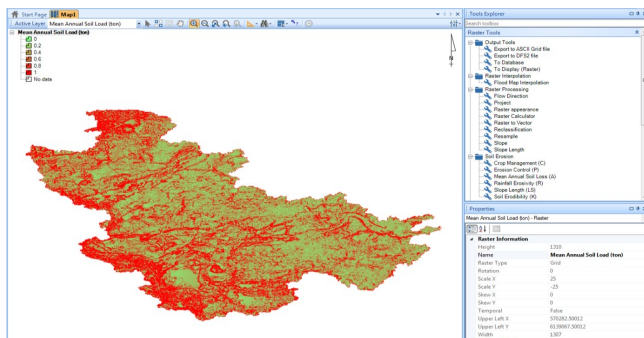 Start Page Map1
Active Layer Mean Annual Soil Load (ton)
Mean Annual Soil Load (ton)
0
0.2
0.4
0.6
0.8
1
No data
N
Tools Explorer
Search toolbox
Raster Tools
Output Tools
Export to ASCII Grid file
Export to DFS2 file
To Database
To Display (Raster)
Raster Interpolation
Flood Map Interpolation
Raster Processing
Flow Direction
Project
Raster appearance
Raster Calculator
Raster to Vector
Reclassification
Resample
Slope
Slope Length
Soil Erosion
Crop Management (C)
Erosion Control (P)
Mean Annual Soil Loss (A)
Rainfall Erosivity (R)
Slope Length (LS)
Soil Erodibility (K)
Properties
Mean Annual Soil Load (ton) - Raster
Raster Information
Height 1310
Name Mean Annual Soil Load (ton)
Raster Type Grid
Rotation 0
Scale X 25
Scale Y -25
Skew X 0
Skew Y 0
Temporal False
Upper Left X 570282.50012
Upper Left Y 6139867.50012
Width 1307